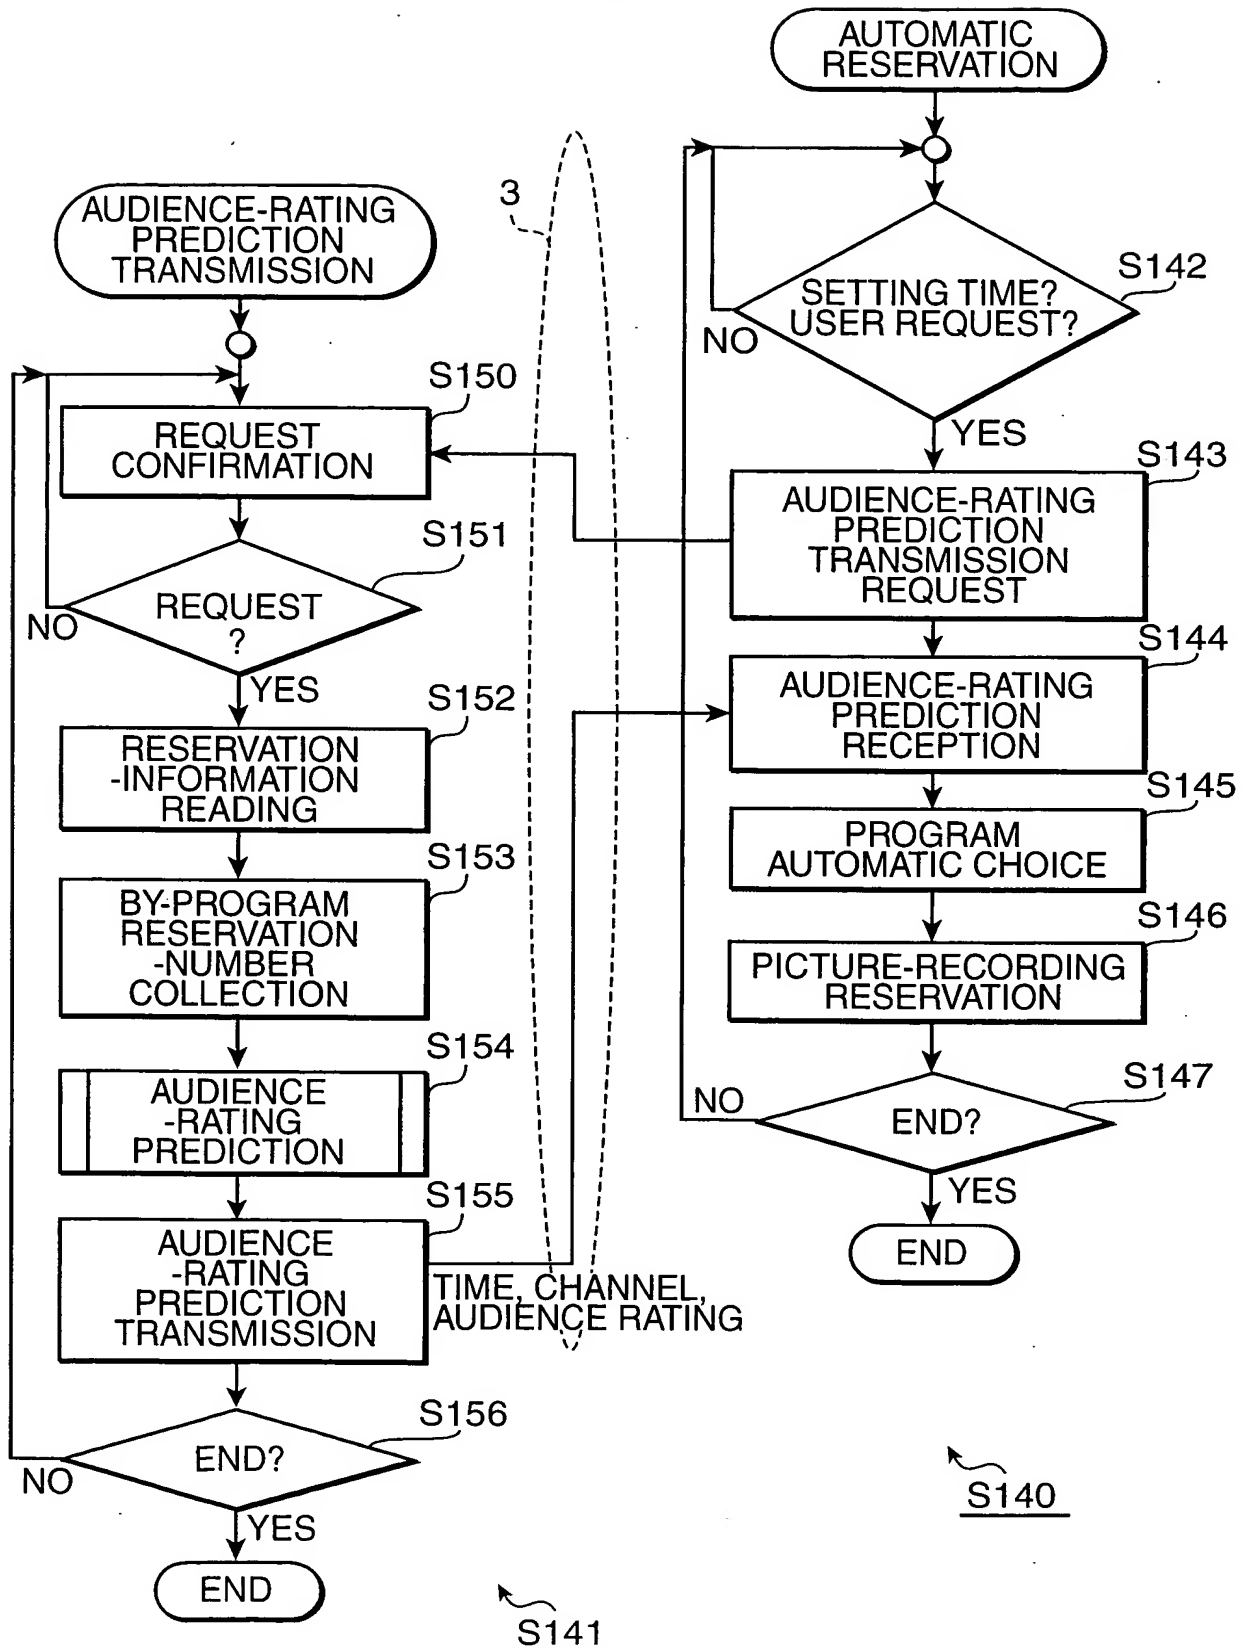 AUTOMATIC
RESERVATION
SETTING TIME?
USER REQUEST?
S142
NO
YES
S143
AUDIENCE-RATING
PREDICTION
TRANSMISSION
REQUEST
S144
AUDIENCE-RATING
PREDICTION
RECEPTION
S145
PROGRAM
AUTOMATIC CHOICE
S146
PICTURE-RECORDING
RESERVATION
S147
END?
NO
YES
END
S140
3
AUDIENCE-RATING
PREDICTION
TRANSMISSION
S150
REQUEST
CONFIRMATION
S151
REQUEST
?
NO
YES
S152
RESERVATION
-INFORMATION
READING
S153
BY-PROGRAM
RESERVATION
-NUMBER
COLLECTION
S154
AUDIENCE
-RATING
PREDICTION
S155
AUDIENCE
-RATING
PREDICTION
TRANSMISSION
TIME, CHANNEL,
AUDIENCE RATING
S156
END?
NO
YES
END
S141